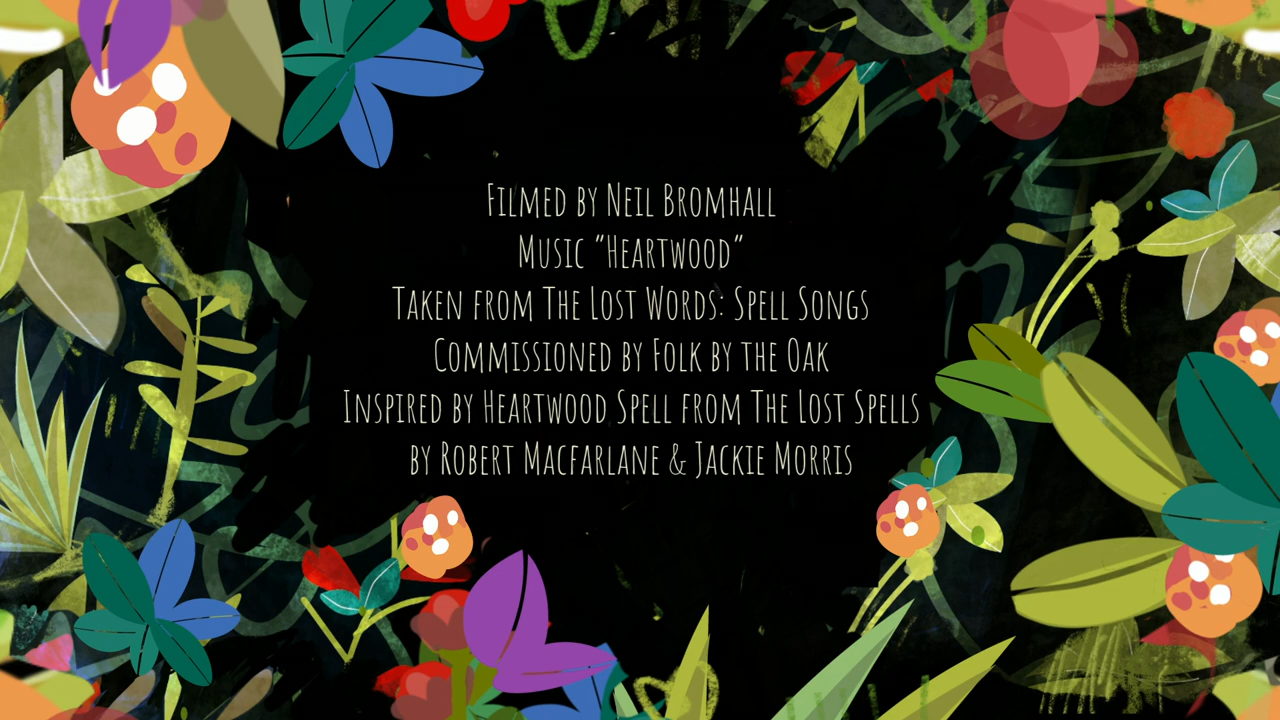 Filmed by Neil Bromhall
Music "Heartwood"
Taken from The Lost Words: Spell Songs
Commissioned by Folk by the Oak
Inspired by Heartwood Spell from The Lost Spells
by Robert Macfarlane & Jackie Morris